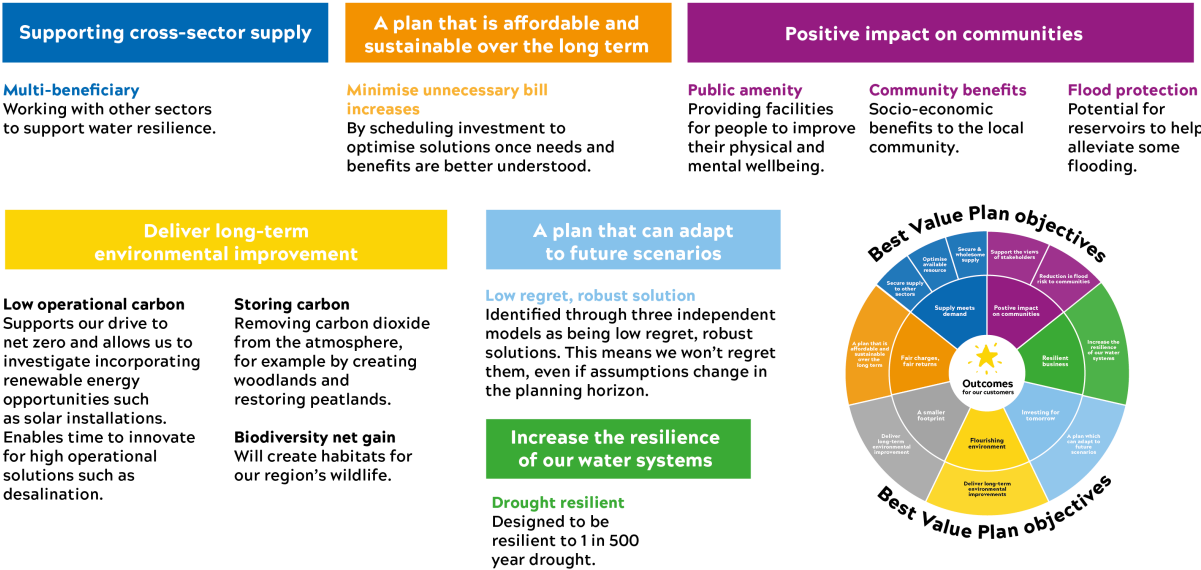 Supporting cross-sector supply
A plan that is affordable and
sustainable over the long term
Positive impact on communities
Multi-beneficiary
Working with other sectors
to support water resilience.
Minimise unnecessary bill
increases
By scheduling investment to
optimise solutions once needs and
benefits are better understood.
Public amenity
Providing facilities
for people to improve
their physical and
mental wellbeing.
Community benefits
Socio-economic
benefits to the local
community.
Flood protection
Potential for
reservoirs to help
alleviate some
flooding.
Deliver long-term
environmental improvement
Low operational carbon
Supports our drive to
net zero and allows us to
investigate incorporating
renewable energy
opportunities such
as solar installations.
Enables time to innovate
for high operational
solutions such as
desalination.
Storing carbon
Removing carbon dioxide
from the atmosphere,
for example by creating
woodlands and
restoring peatlands.
Biodiversity net gain
Will create habitats for
our region's wildlife.
A plan that can adapt
to future scenarios
Low regret, robust solution
Identified through three independent
models as being low regret, robust
solutions. This means we won't regret
them, even if assumptions change in
the planning horizon.
Increase the resilience
of our water systems
Drought resilient
Designed to be
resilient to 1 in 500
year drought.
Best Value Plan objectives
Secure supply
to other
sectors
Optimise
available
resource
Secure &
wholesome
supply
Support the views
of stakeholders
Reduction in flood
risk to communities
Supply meets
demand
Postive impact
on communities
A plan that is
affordable and
sustainable
over the
long term
Fair charges,
fair returns
Outcomes
for our customers
Resilient
business
Increase the
resilience
of our Water
systems
A smaller
footprint
Investing for
tomorrow
Deliver
long-term
environmental
improvement
Flourishing
environment
A plan which
can adapt to
future
scenarios
Deliver long-term
environmental
improvements
Best Value Plan objectives